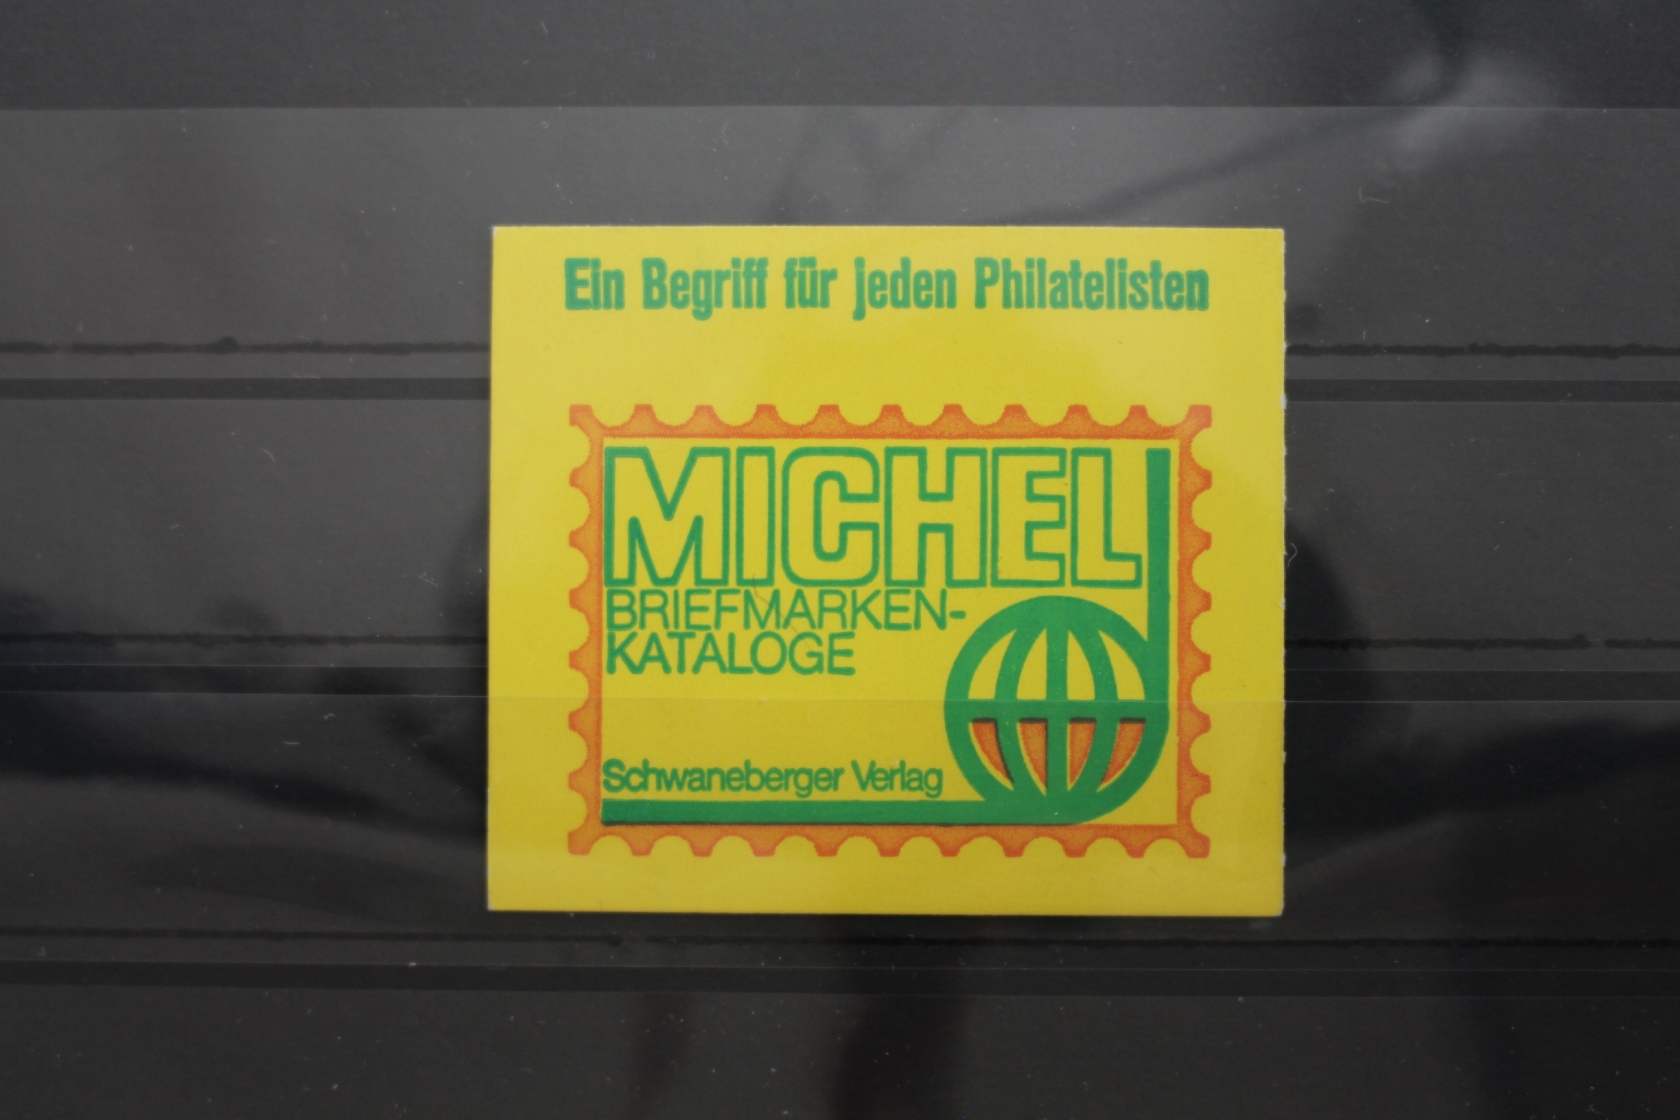 Ein Begriff für jeden Philatelisten
MICHEL
BRIEFMARKEN-
KATALOGE
Schwaneberger Verlag